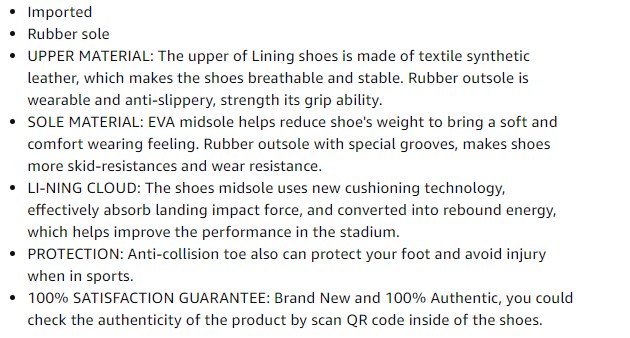 Imported
Rubber sole
UPPER MATERIAL: The upper of Lining shoes is made of textile synthetic
leather, which makes the shoes breathable and stable. Rubber outsole is
wearable and anti-slippery, strength its grip ability.
SOLE MATERIAL: EVA midsole helps reduce shoe's weight to bring a soft and
comfort wearing feeling. Rubber outsole with special grooves, makes shoes
more skid-resistances and wear resistance.
LI-NING CLOUD: The shoes midsole uses new cushioning technology,
effectively absorb landing impact force, and converted into rebound energy,
which helps improve the performance in the stadium.
PROTECTION: Anti-collision toe also can protect your foot and avoid injury
when in sports.
100% SATISFACTION GUARANTEE: Brand New and 100% Authentic, you could
check the authenticity of the product by scan QR code inside of the shoes.